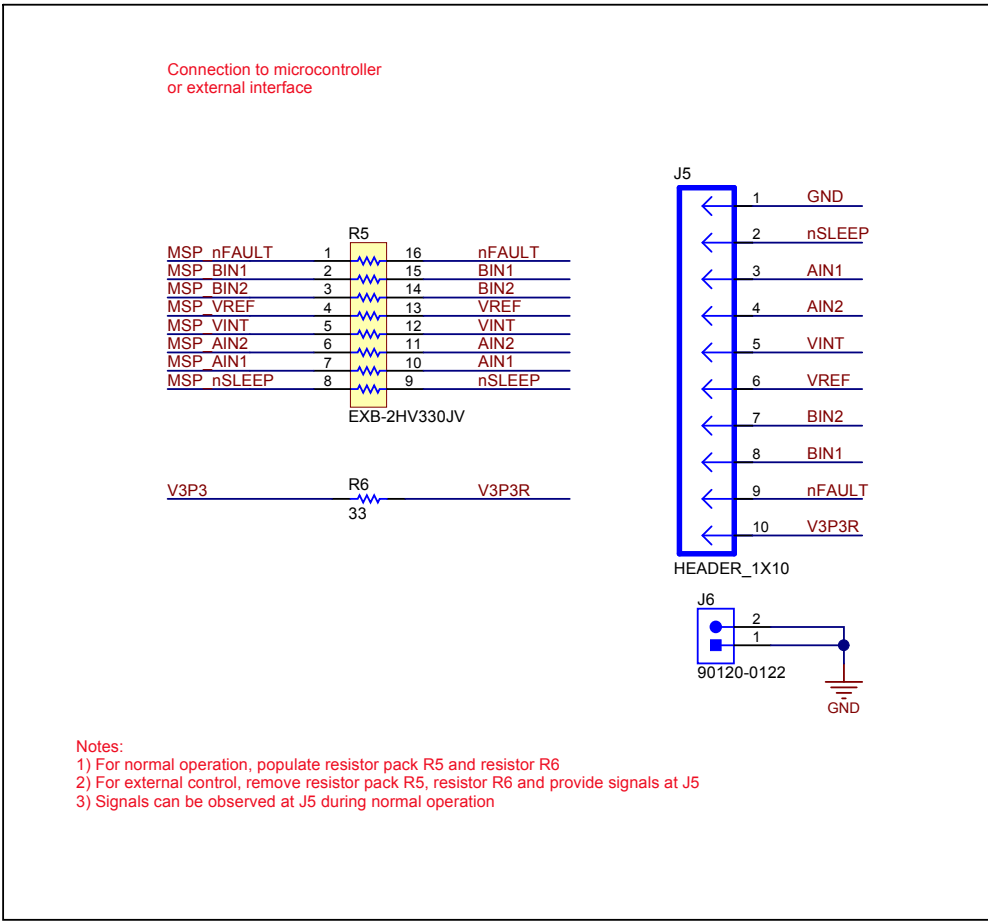 Connection to microcontroller
or external interface
R5
MSP_nFAULT 1 16 nFAULT
MSP_BIN1 2 15 BIN1
MSP_BIN2 3 14 BIN2
MSP_VREF 4 13 VREF
MSP_VINT 5 12 VINT
MSP_AIN2 6 11 AIN2
MSP_AIN1 7 10 AIN1
MSP_nSLEEP 8 9 nSLEEP
EXB-2HV330JV
V3P3 R6 V3P3R
33
J5
1 GND
2 nSLEEP
3 AIN1
4 AIN2
5 VINT
6 VREF
7 BIN2
8 BIN1
9 nFAULT
10 V3P3R
HEADER_1X10
J6
2
1
90120-0122
GND
Notes:
1) For normal operation, populate resistor pack R5 and resistor R6
2) For external control, remove resistor pack R5, resistor R6 and provide signals at J5
3) Signals can be observed at J5 during normal operation